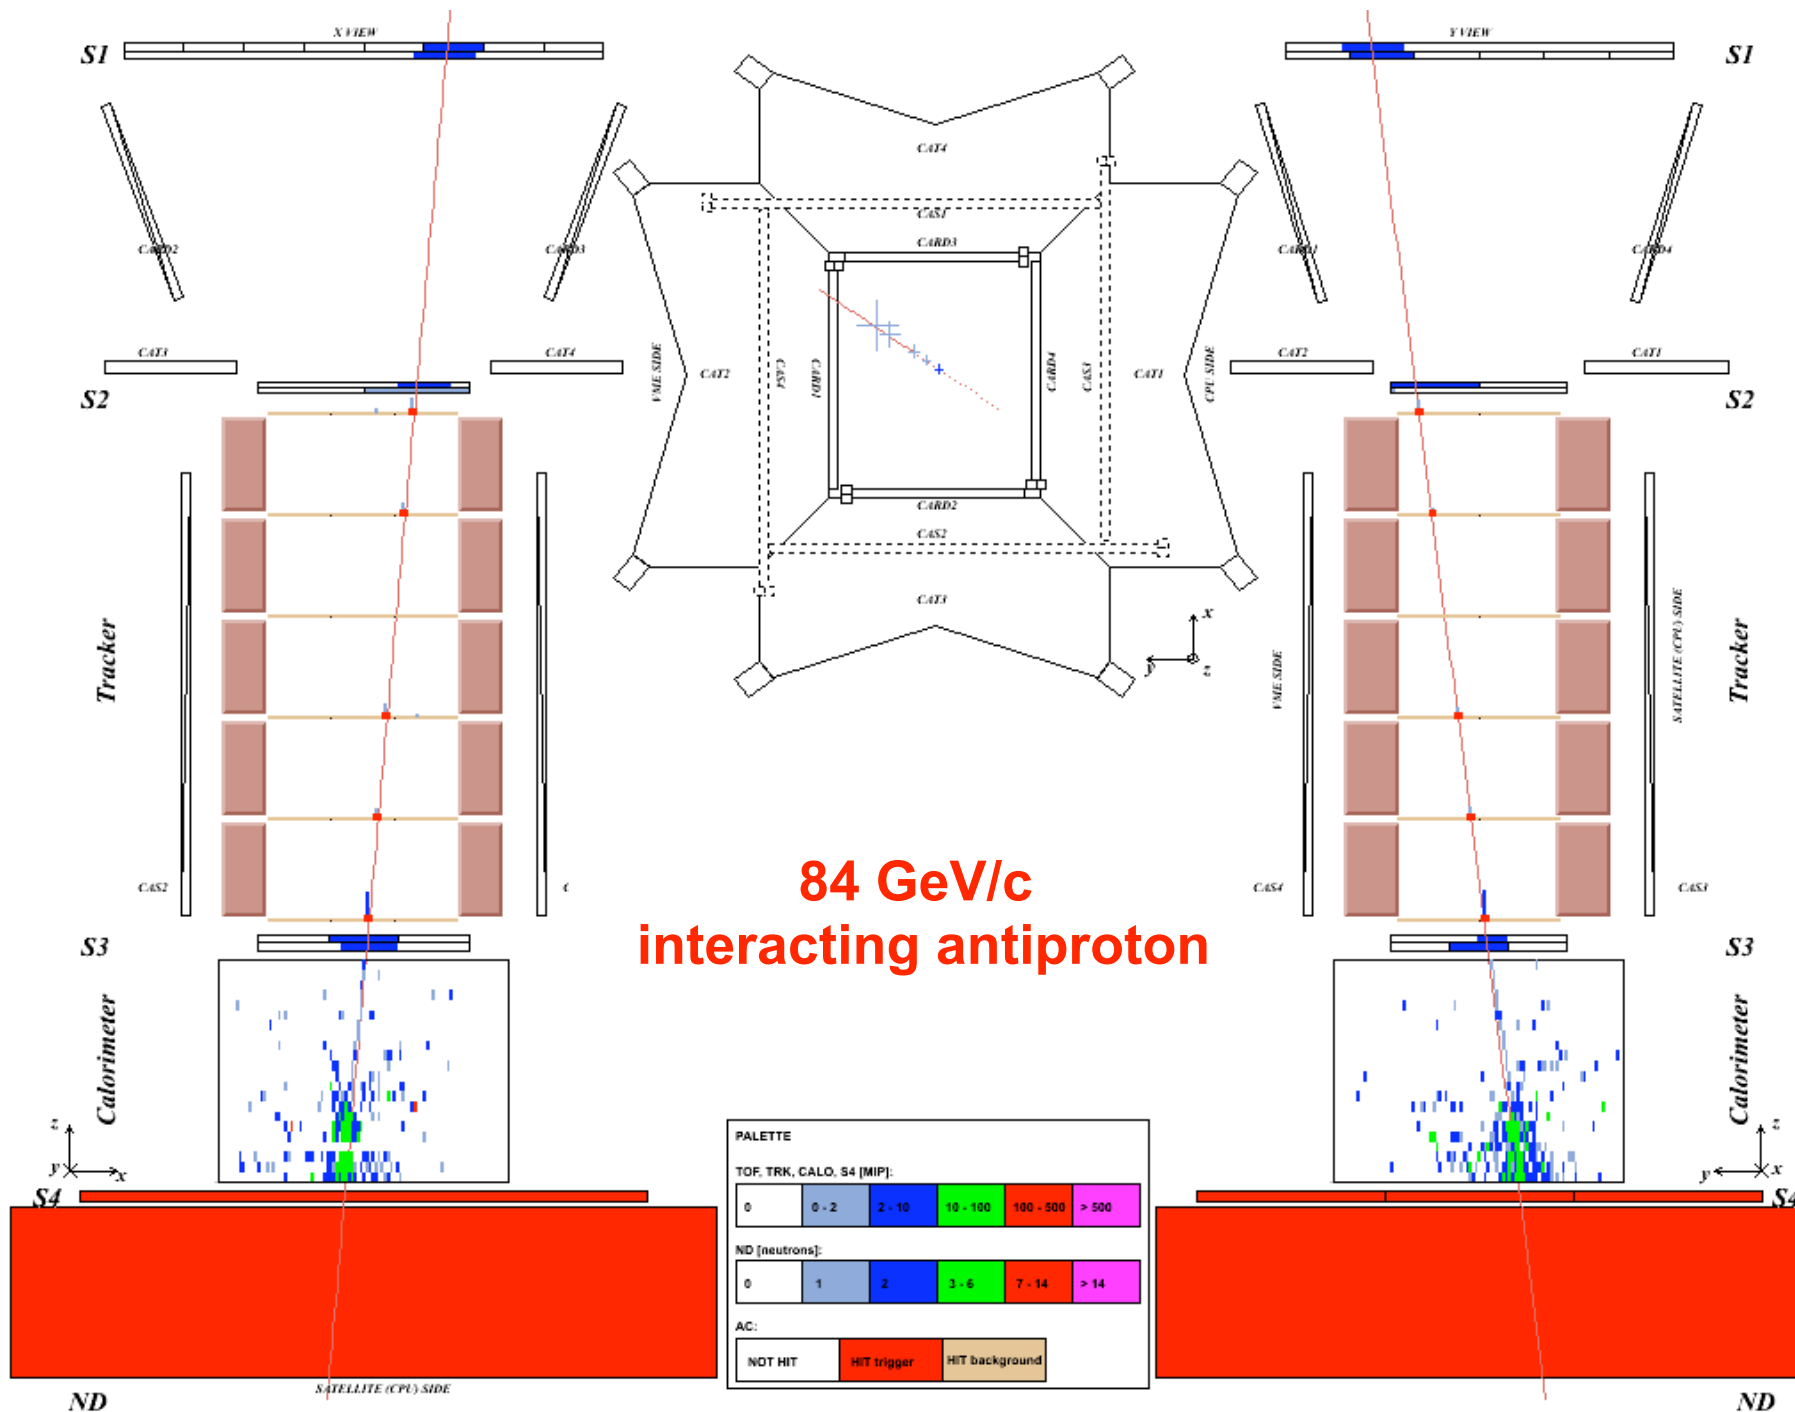 X VIEW
Y VIEW
S1
S1
CAT4
CAS1
CARD3
CARD2
CARD3
CARD1
CARD4
CAT3
CAT4
VME SIDE
CAT2
CAS4
CARD1
CARD4
CAS3
CAT1
CPU SIDE
CAT2
CAT1
S2
S2
CARD2
CAS2
CAT3
x
y
z
Tracker
VME SIDE
SATELLITE (CPU) SIDE
Tracker
84 GeV/c
interacting antiproton
CAS2
C
CAS4
CAS3
S3
S3
Calorimeter
Calorimeter
z
y
x
z
y
x
S4
S4
PALETTE
TOF, TRK, CALO, S4 [MIP]:
0
0 - 2
2 - 10
10 - 100
100 - 500
> 500
ND [neutrons]:
0
1
2
3 - 6
7 - 14
> 14
AC:
NOT HIT
HIT trigger
HIT background
SATELLITE (CPU) SIDE
ND
ND